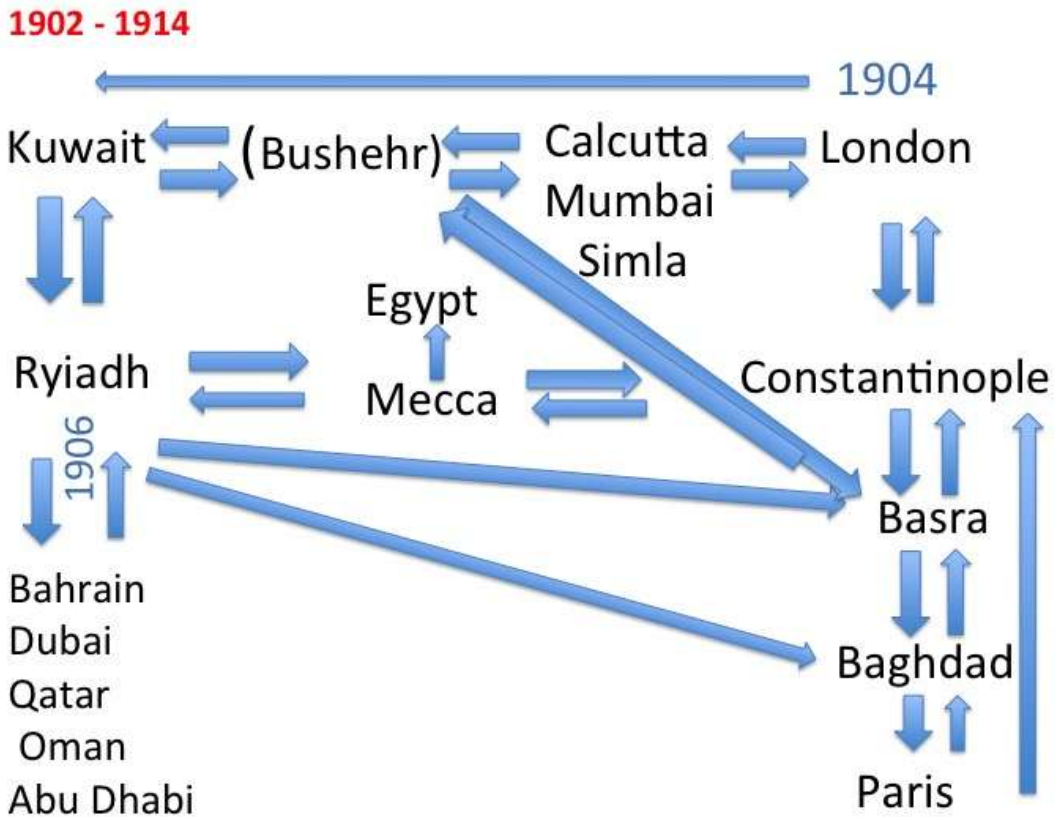 1902 - 1914
1904
Kuwait (Bushehr) Calcutta London
Mumbai
Simla
Egypt
Ryiadh Mecca Constantinople
1906
Basra
Bahrain
Dubai
Baghdad
Qatar
Oman
Abu Dhabi Paris